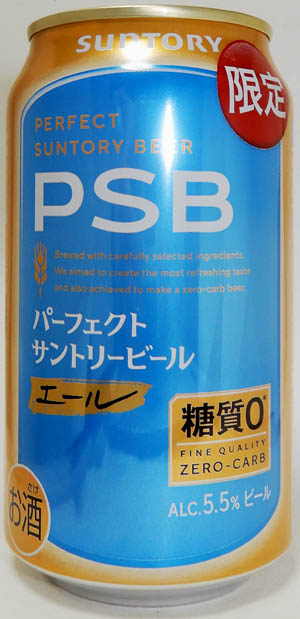 SUNTORY
限定
PERFECT
SUNTORY BEER
PSB
Brewed with carefully selected ingredients.
We aimed to create the most refreshing taste
and also achieved to make a zero-carb beer.
パーフェクト
サントリービール
エール
糖質0*
FINE QUALITY
ZERO-CARB
さけ
お酒
ALC.5.5% ビール